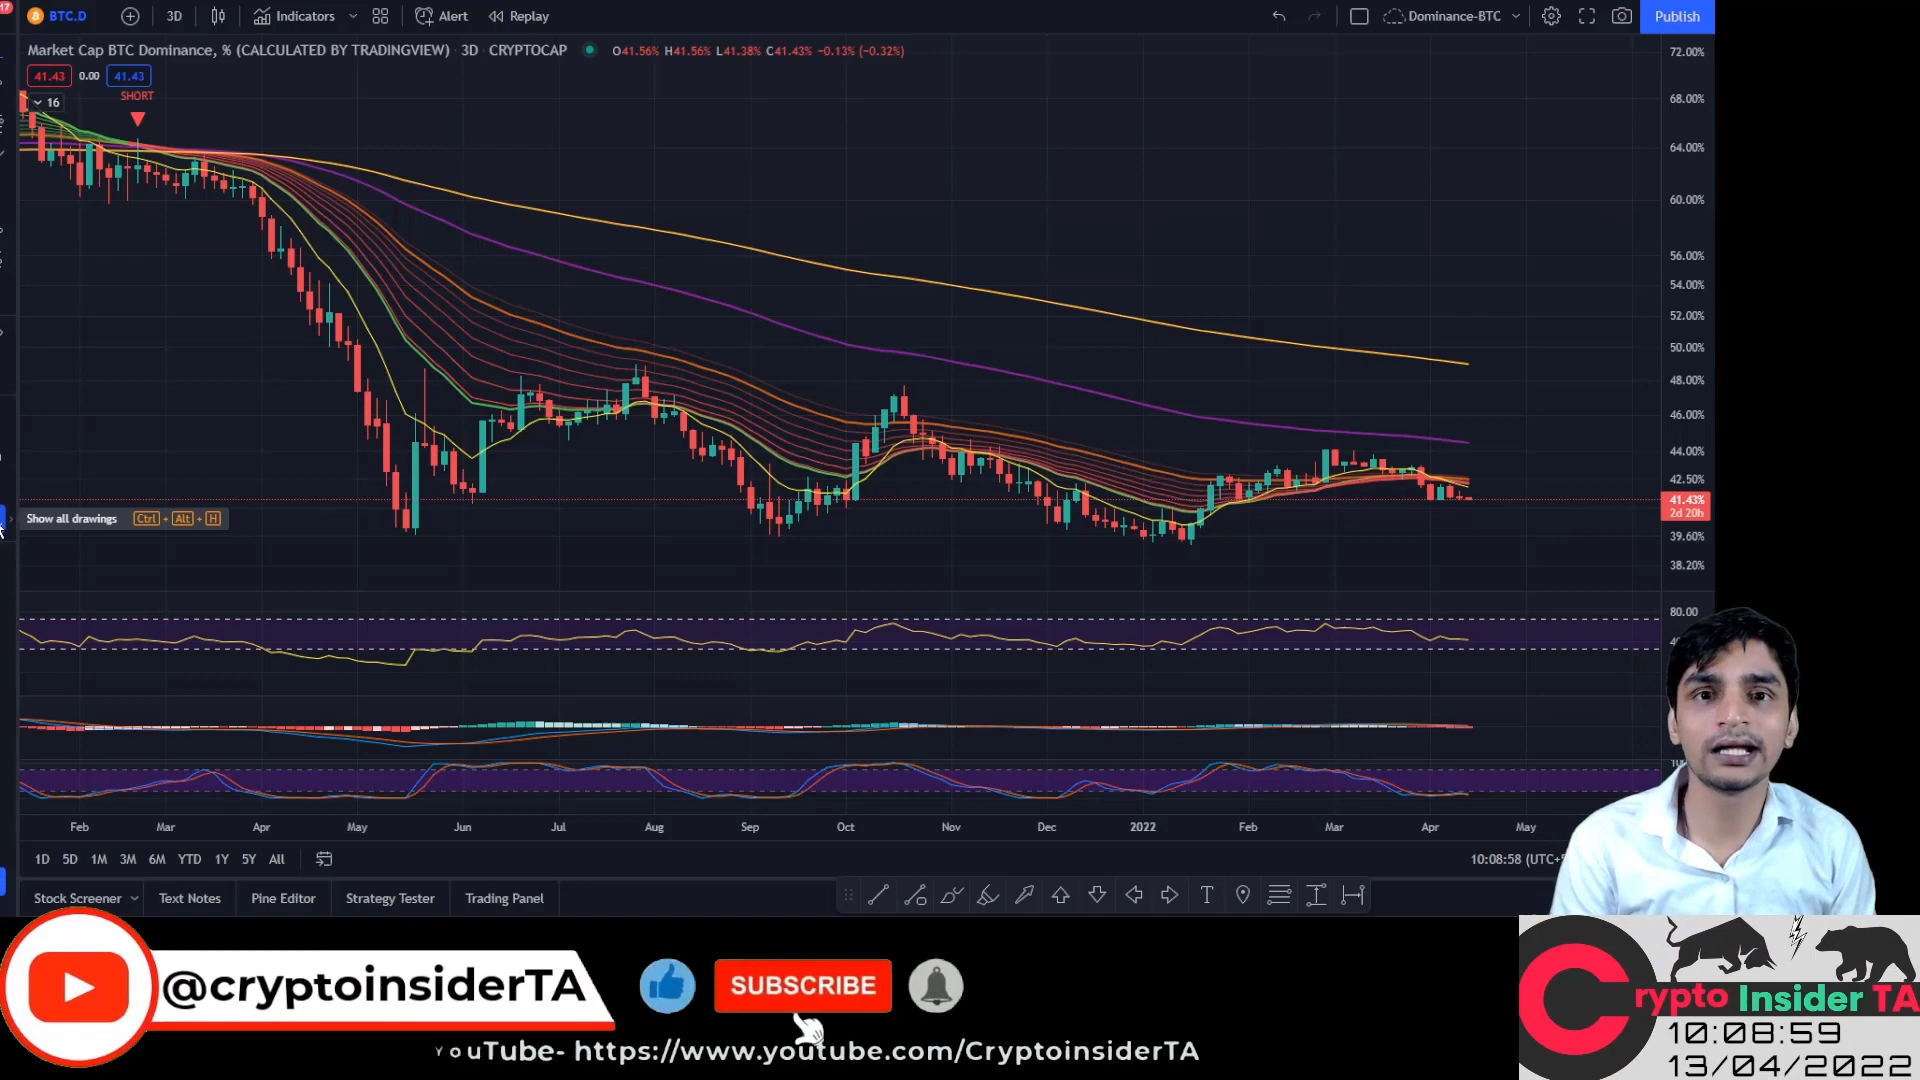 17
BTC.D
3D
Indicators
Alert
Replay
Dominance-BTC
Publish
Market Cap BTC Dominance, % (CALCULATED BY TRADINGVIEW) · 3D · CRYPTOCAP
O41.56% H41.56% L41.38% C41.43% −0.13% (−0.32%)
41.43 0.00 41.43
16
SHORT
72.00%
68.00%
64.00%
60.00%
56.00%
54.00%
52.00%
50.00%
48.00%
46.00%
44.00%
42.50%
41.43%
2d 20h
39.60%
38.20%
Show all drawings Ctrl + Alt + H
80.00
Feb Mar Apr May Jun Jul Aug Sep Oct Nov Dec 2022 Feb Mar Apr May
1D 5D 1M 3M 6M YTD 1Y 5Y All
10:08:58 (UTC+
Stock Screener Text Notes Pine Editor Strategy Tester Trading Panel
@cryptoinsiderTA
SUBSCRIBE
YouTube- https://www.youtube.com/CryptoinsiderTA
Crypto Insider TA
10:08:59
13/04/2022